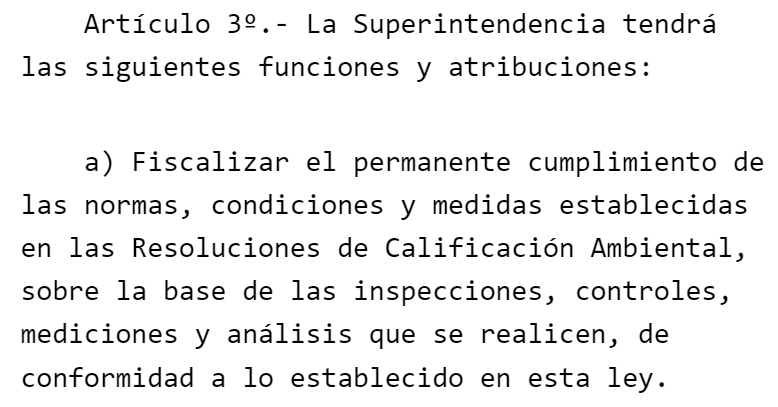 Artículo 3º.- La Superintendencia tendrá
las siguientes funciones y atribuciones:
a) Fiscalizar el permanente cumplimiento de
las normas, condiciones y medidas establecidas
en las Resoluciones de Calificación Ambiental,
sobre la base de las inspecciones, controles,
mediciones y análisis que se realicen, de
conformidad a lo establecido en esta ley.